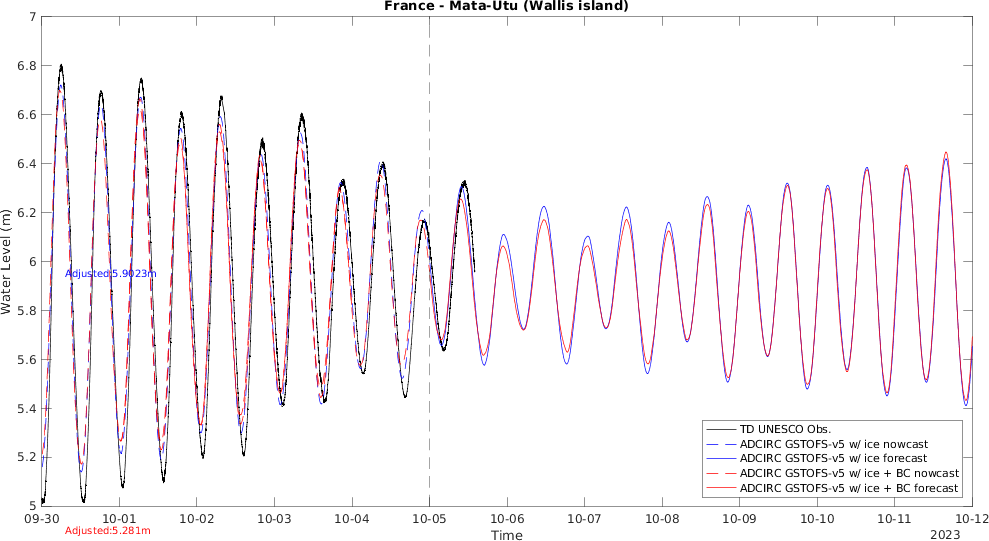 France - Mata-Utu (Wallis island)
7
6.8
6.6
6.4
6.2
6
5.8
5.6
5.4
5.2
5
Water Level (m)
Adjusted:5.9023m
Adjusted:5.281m
TD UNESCO Obs.
ADCIRC GSTOFS-v5 w/ ice nowcast
ADCIRC GSTOFS-v5 w/ ice forecast
ADCIRC GSTOFS-v5 w/ ice + BC nowcast
ADCIRC GSTOFS-v5 w/ ice + BC forecast
09-30 10-01 10-02 10-03 10-04 10-05 10-06 10-07 10-08 10-09 10-10 10-11 10-12
Time
2023